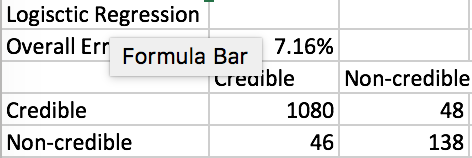 Logisctic Regression
Overall Err 7.16%
Formula Bar
Credible Non-credible
Credible 1080 48
Non-credible 46 138